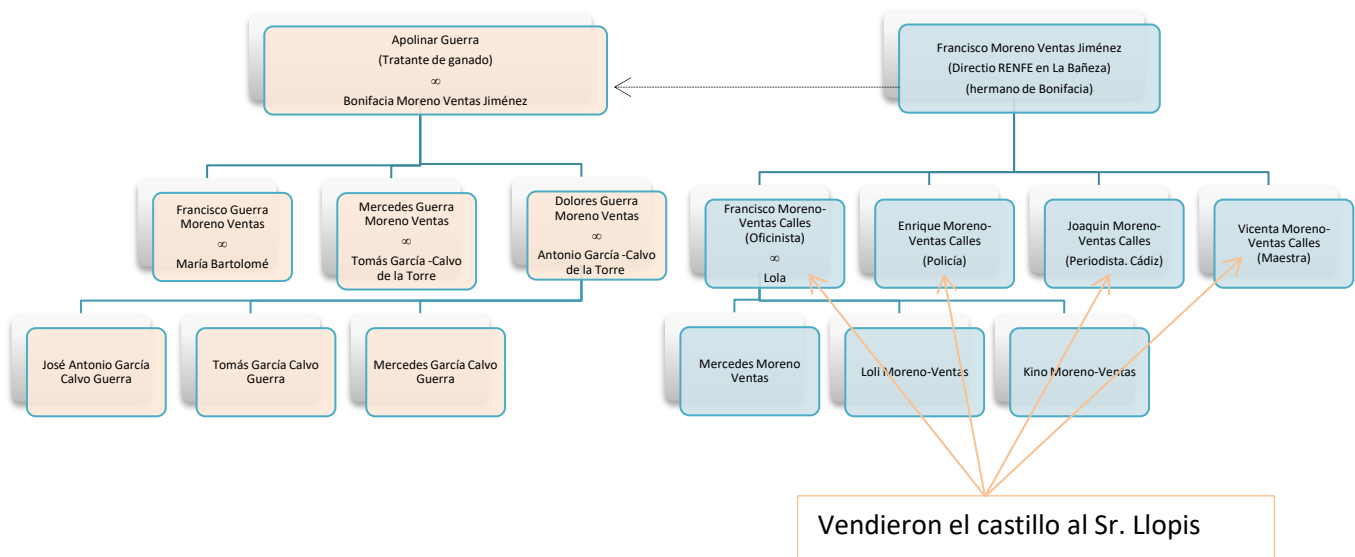 Apolinar Guerra
(Tratante de ganado)
∞
Bonifacia Moreno Ventas Jiménez
Francisco Moreno Ventas Jiménez
(Directio RENFE en La Bañeza)
(hermano de Bonifacia)
Francisco Guerra
Moreno Ventas
∞
María Bartolomé
Mercedes Guerra
Moreno Ventas
∞
Tomás García -Calvo
de la Torre
Dolores Guerra
Moreno Ventas
∞
Antonio García -Calvo
de la Torre
Francisco Moreno-
Ventas Calles
(Oficinista)
∞
Lola
Enrique Moreno-
Ventas Calles
(Policía)
Joaquin Moreno-
Ventas Calles
(Periodista. Cádiz)
Vicenta Moreno-
Ventas Calles
(Maestra)
José Antonio García
Calvo Guerra
Tomás García Calvo
Guerra
Mercedes García Calvo
Guerra
Mercedes Moreno
Ventas
Loli Moreno-Ventas
Kino Moreno-Ventas
Vendieron el castillo al Sr. Llopis